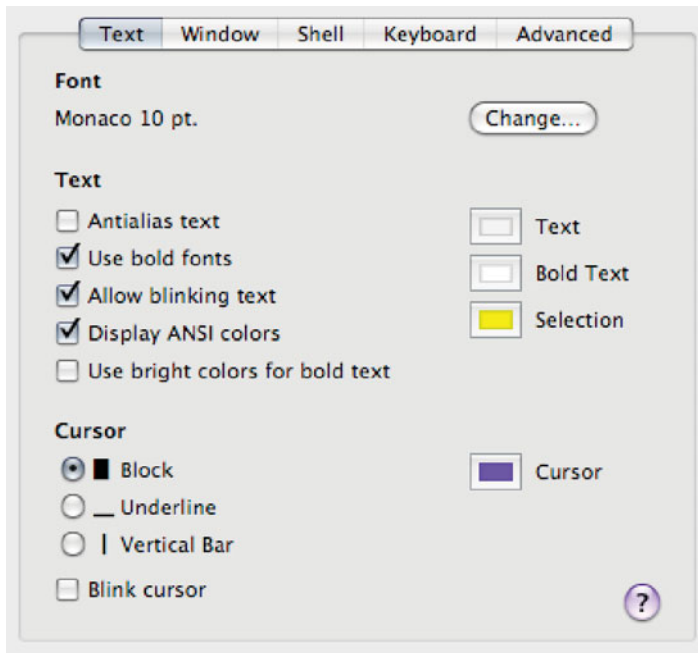 Text Window Shell Keyboard Advanced
Font
Monaco 10 pt. Change...
Text
Antialias text Text
Use bold fonts
Bold Text
Allow blinking text
Display ANSI colors Selection
Use bright colors for bold text
Cursor
Block Cursor
Underline
Vertical Bar
Blink cursor
?